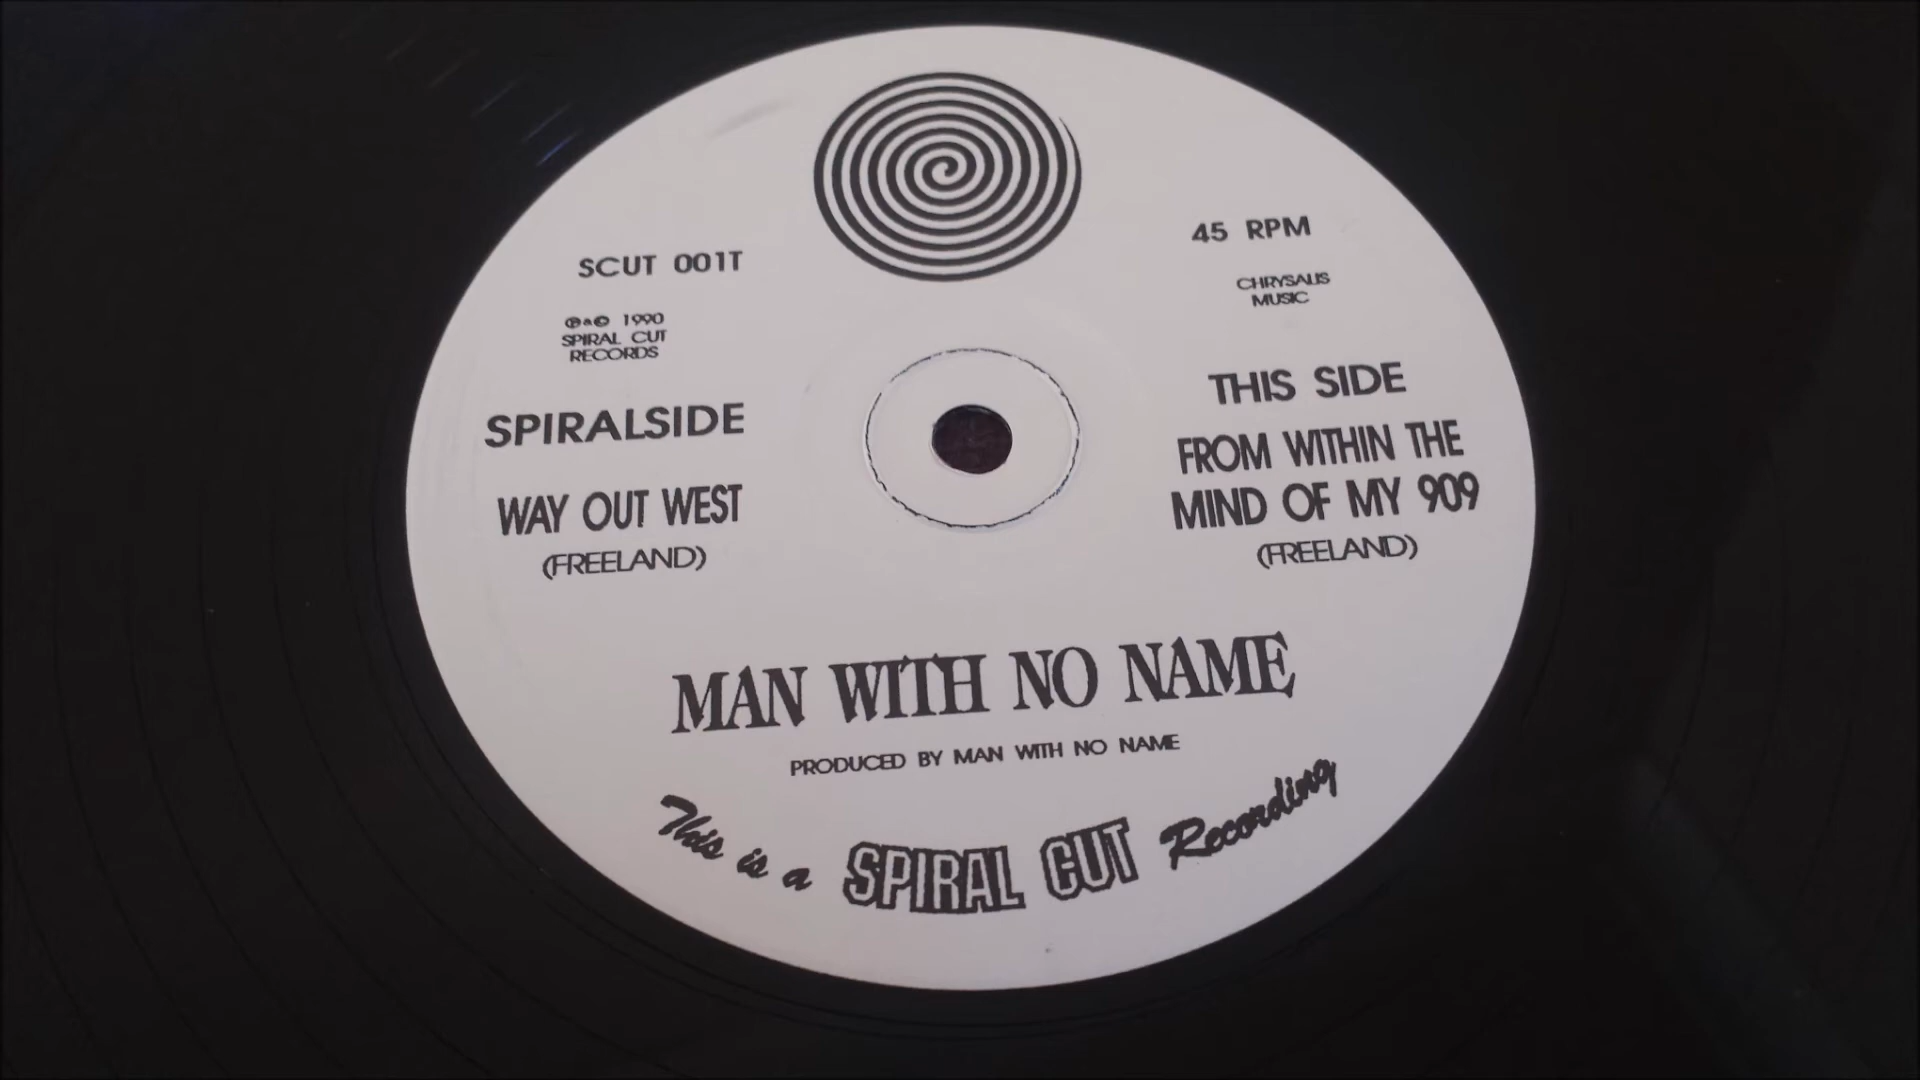 SCUT 001T
℗&© 1990
SPIRAL CUT
RECORDS
SPIRALSIDE
WAY OUT WEST
(FREELAND)
45 RPM
CHRYSALIS
MUSIC
THIS SIDE
FROM WITHIN THE
MIND OF MY 909
(FREELAND)
MAN WITH NO NAME
PRODUCED BY MAN WITH NO NAME
This is a SPIRAL CUT Recording